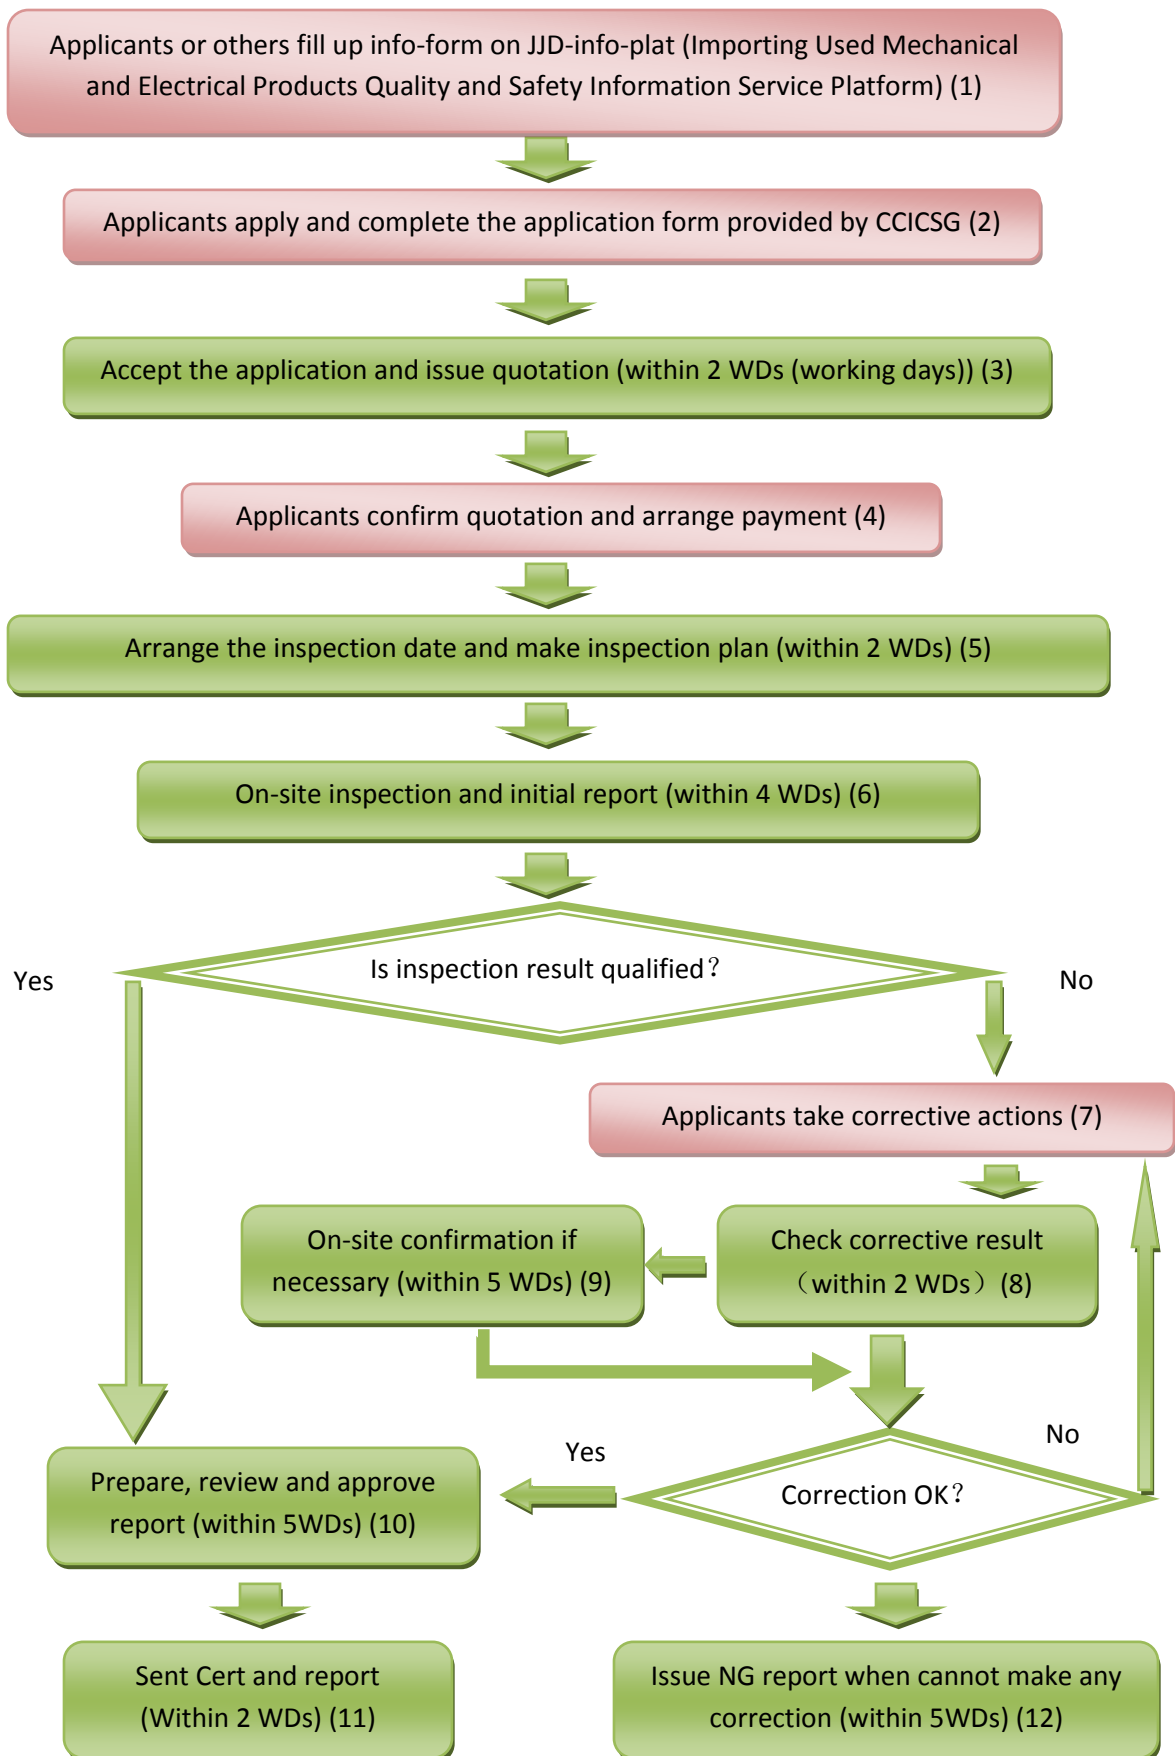 Applicants or others fill up info-form on JJD-info-plat (Importing Used Mechanical
and Electrical Products Quality and Safety Information Service Platform) (1)
Applicants apply and complete the application form provided by CCICSG (2)
Accept the application and issue quotation (within 2 WDs (working days)) (3)
Applicants confirm quotation and arrange payment (4)
Arrange the inspection date and make inspection plan (within 2 WDs) (5)
On-site inspection and initial report (within 4 WDs) (6)
Is inspection result qualified？
Yes
No
Applicants take corrective actions (7)
On-site confirmation if
necessary (within 5 WDs) (9)
Check corrective result
（within 2 WDs）(8)
Yes
No
Correction OK？
Prepare, review and approve
report (within 5WDs) (10)
Sent Cert and report
(Within 2 WDs) (11)
Issue NG report when cannot make any
correction (within 5WDs) (12)